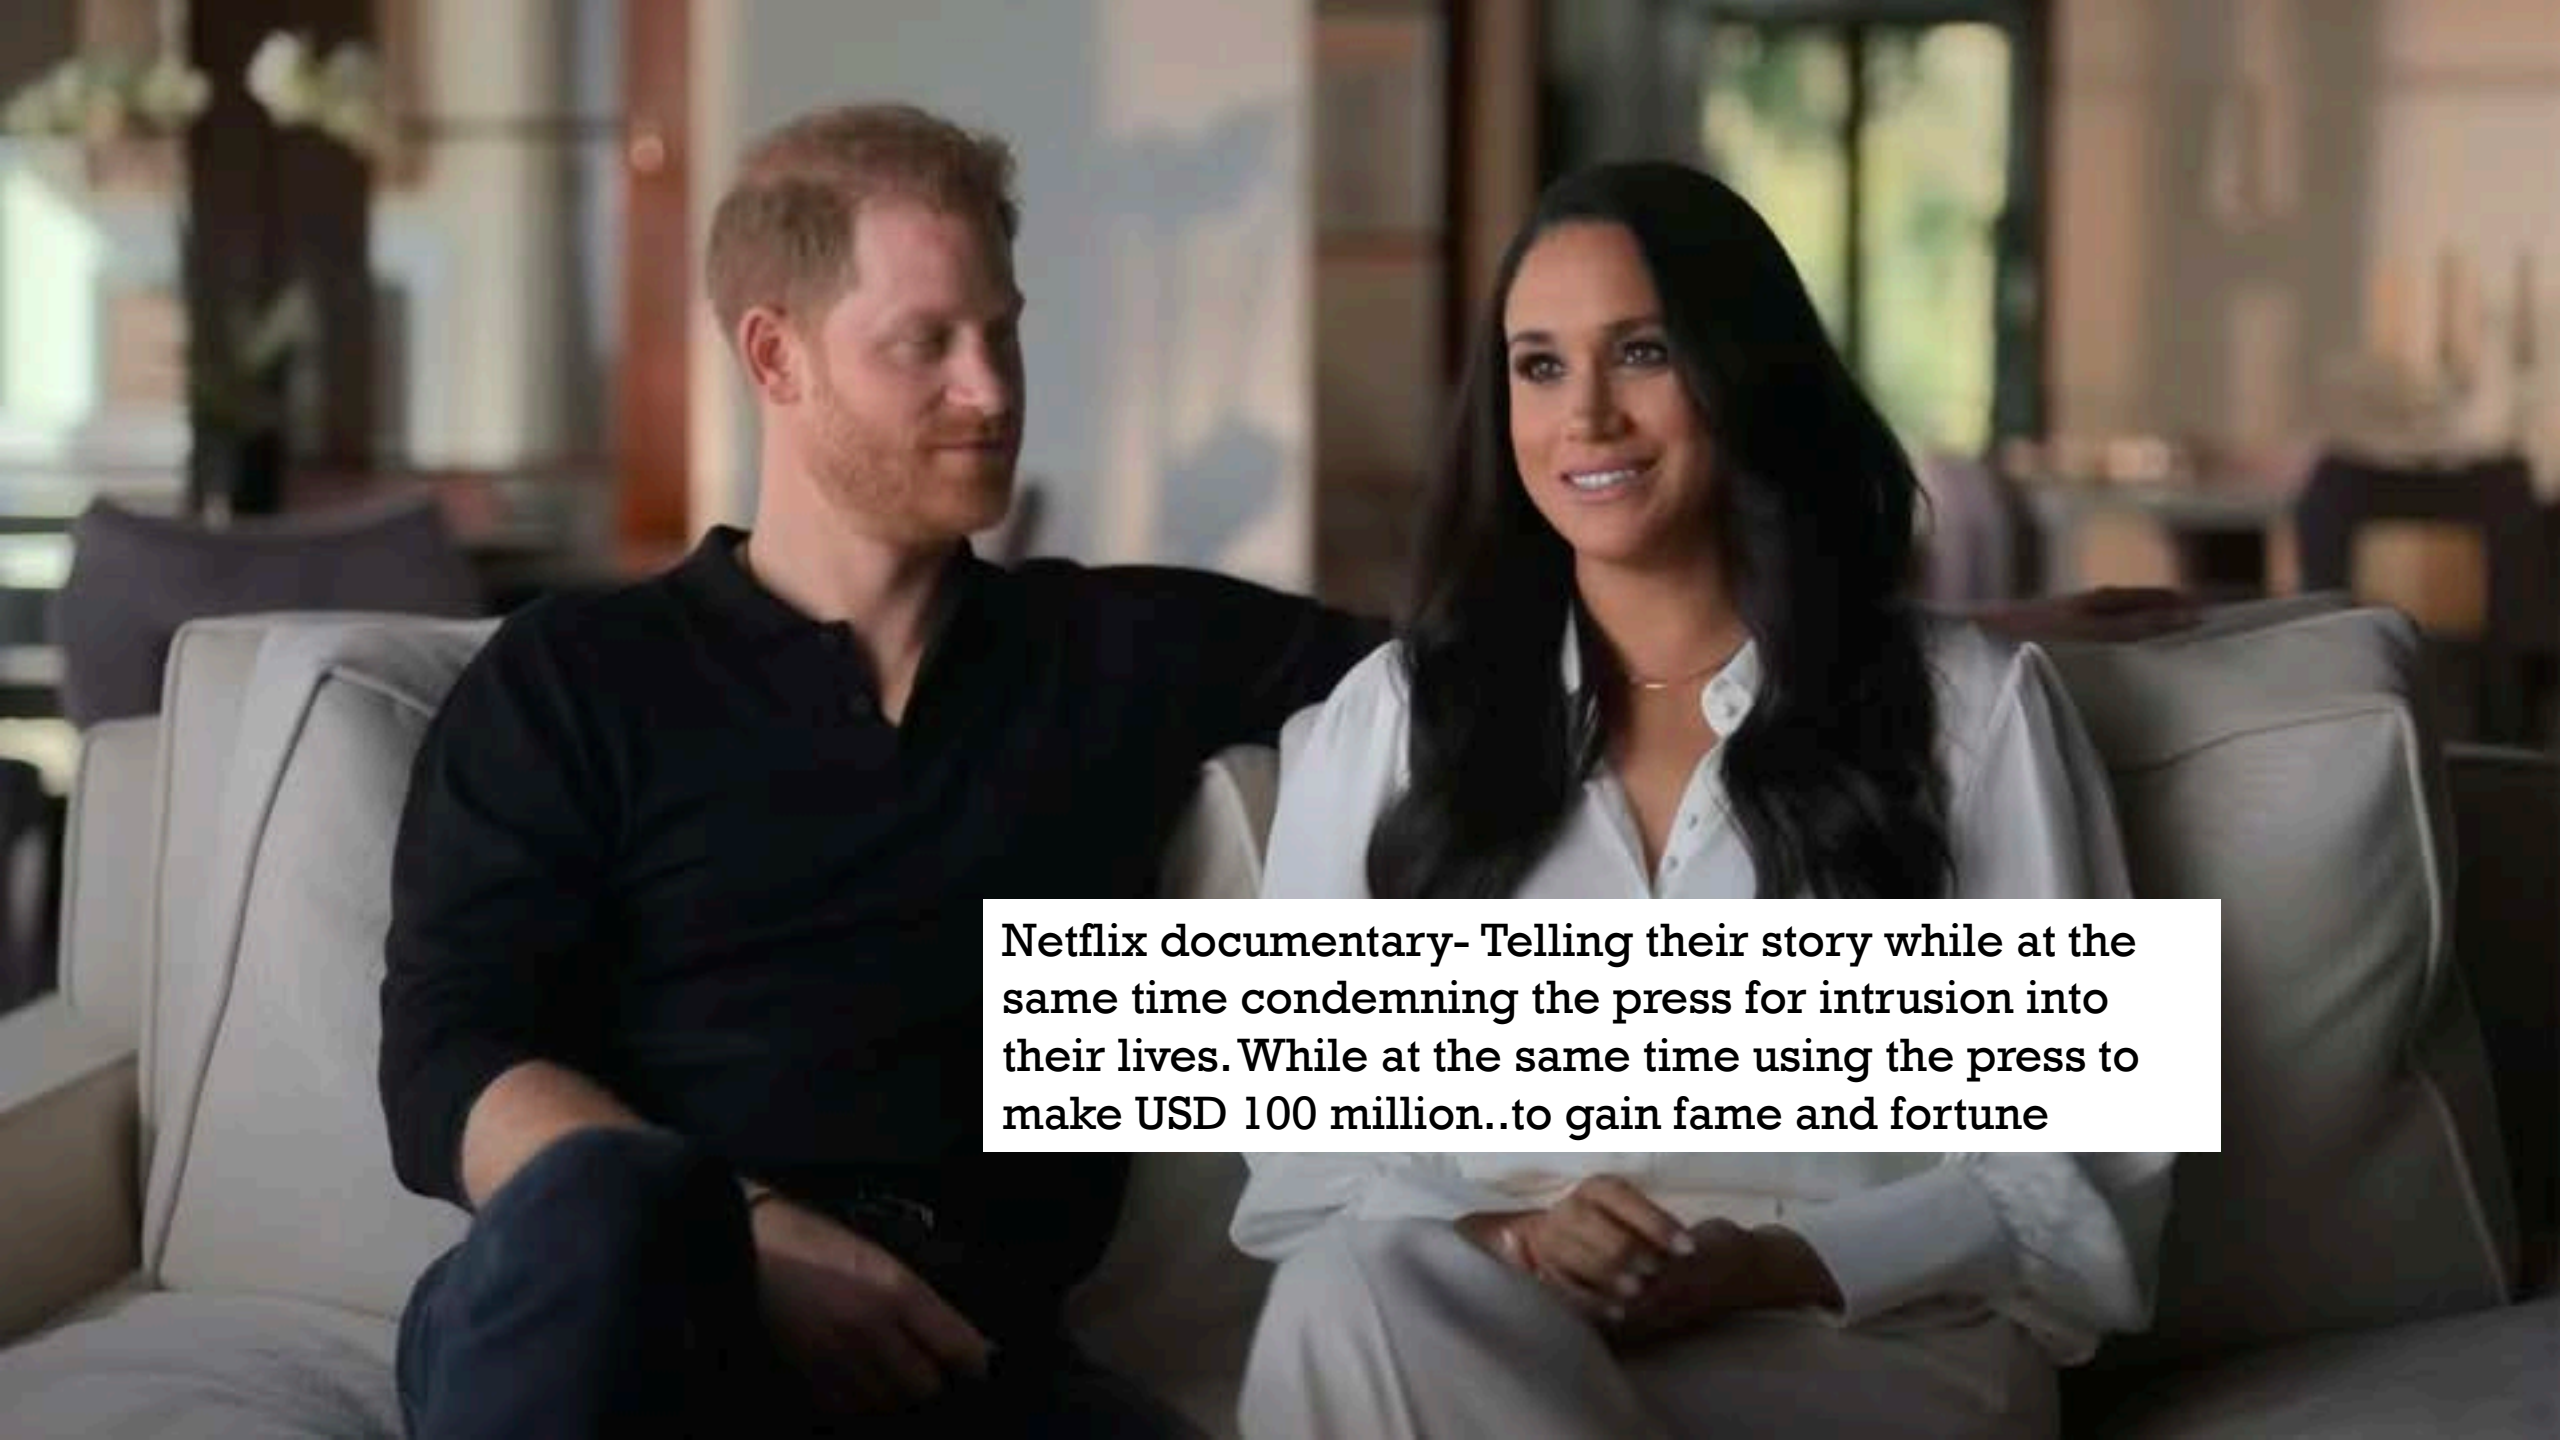 Netflix documentary- Telling their story while at the
same time condemning the press for intrusion into
their lives. While at the same time using the press to
make USD 100 million..to gain fame and fortune